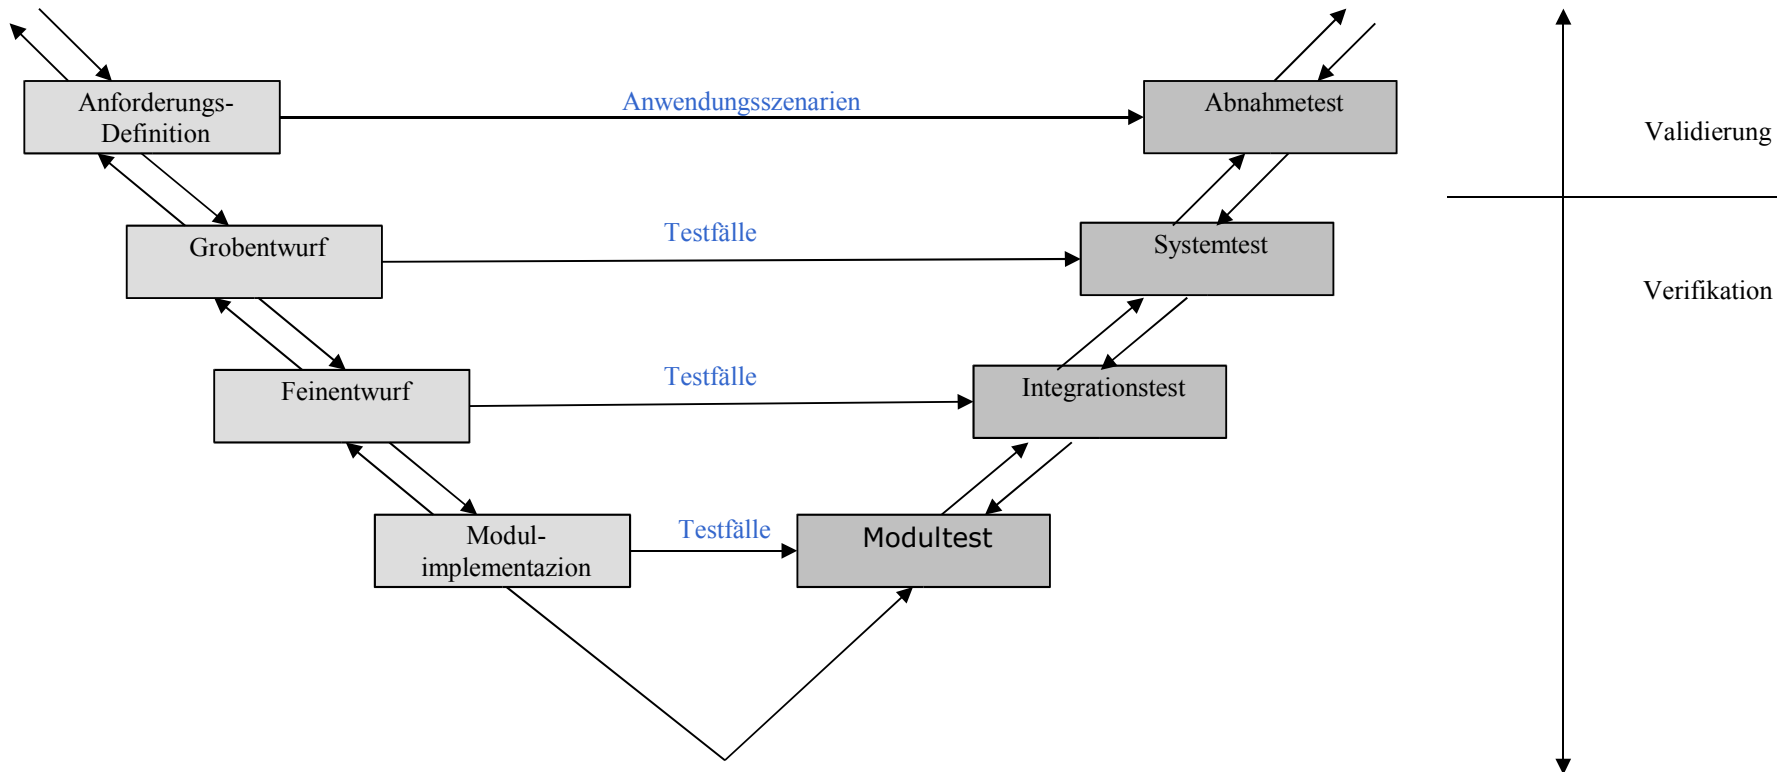 Anforderungs-
Definition
Anwendungsszenarien
Abnahmetest
Validierung
Grobentwurf
Testfälle
Systemtest
Verifikation
Feinentwurf
Testfälle
Integrationstest
Modul-
implementazion
Testfälle
Modultest